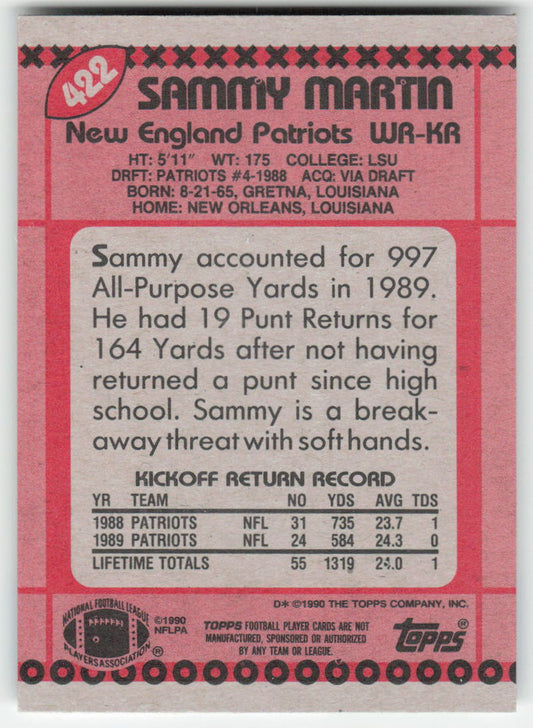 422
SAMMY MARTIN
New England Patriots WR-KR
HT: 5'11" WT: 175 COLLEGE: LSU
DRFT: PATRIOTS #4-1988 ACQ: VIA DRAFT
BORN: 8-21-65, GRETNA, LOUISIANA
HOME: NEW ORLEANS, LOUISIANA
Sammy accounted for 997
All-Purpose Yards in 1989.
He had 19 Punt Returns for
164 Yards after not having
returned a punt since high
school. Sammy is a break-
away threat with soft hands.
KICKOFF RETURN RECORD
YR TEAM NO YDS AVG TDS
1988 PATRIOTS NFL 31 735 23.7 1
1989 PATRIOTS NFL 24 584 24.3 0
LIFETIME TOTALS 55 1319 24.0 1
D* ©1990 THE TOPPS COMPANY, INC.
NATIONAL FOOTBALL LEAGUE
PLAYERS ASSOCIATION ®
©1990
NFLPA
TOPPS FOOTBALL PLAYER CARDS ARE NOT
MANUFACTURED, SPONSORED OR AUTHORIZED
BY ANY TEAM OR LEAGUE.
TOPPS®